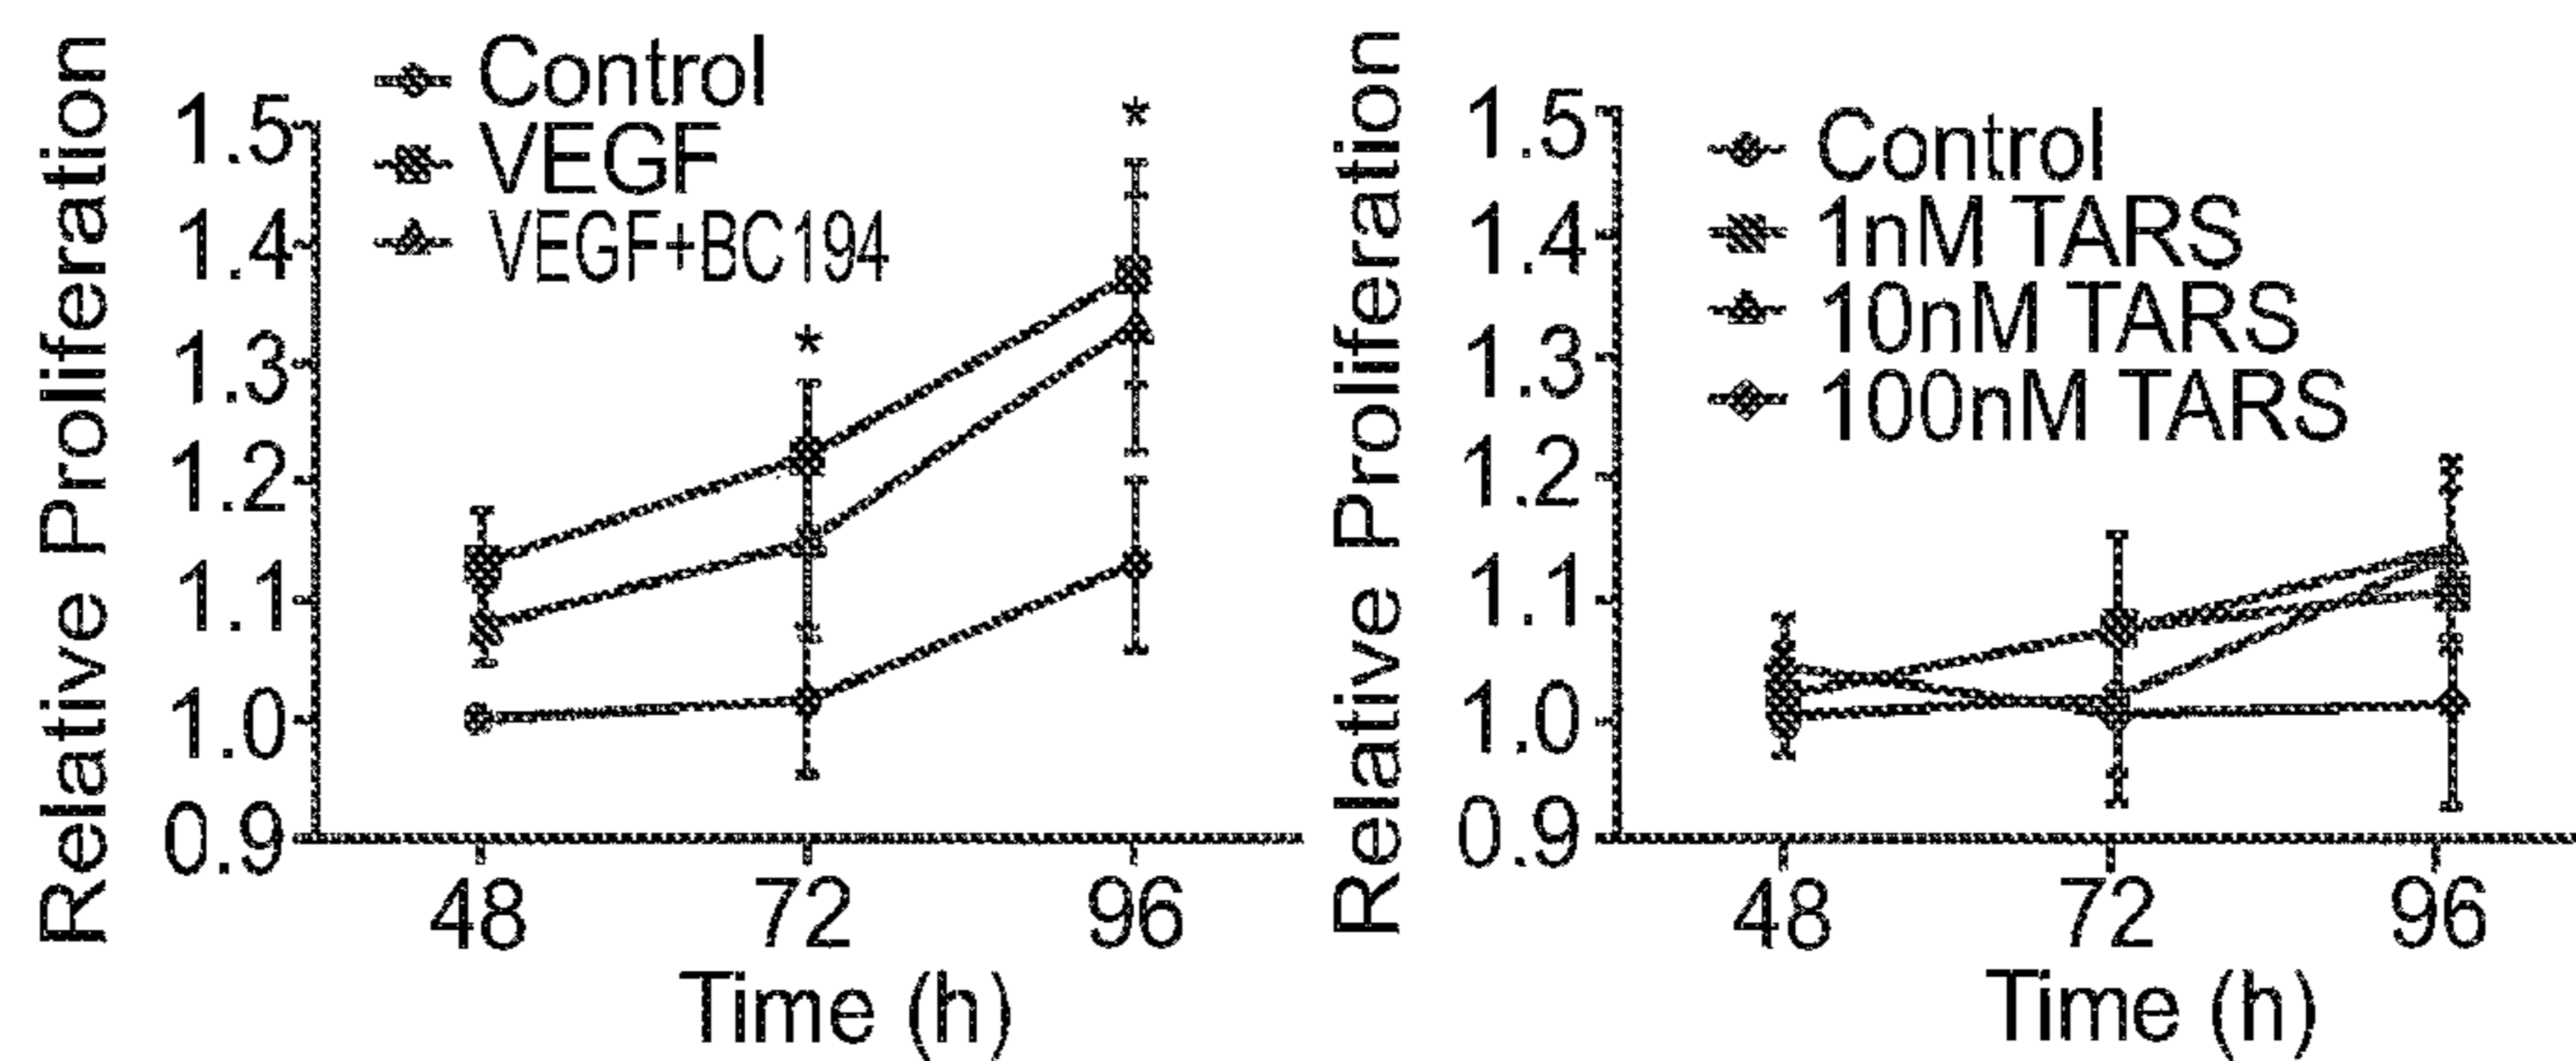 Relative Proliferation
Control
VEGF
VEGF+BC194
1.5
1.4
1.3
1.2
1.1
1.0
0.9
*
*
48 72 96
Time (h)
Relative Proliferation
Control
1nM TARS
10nM TARS
100nM TARS
1.5
1.4
1.3
1.2
1.1
1.0
0.9
48 72 96
Time (h)